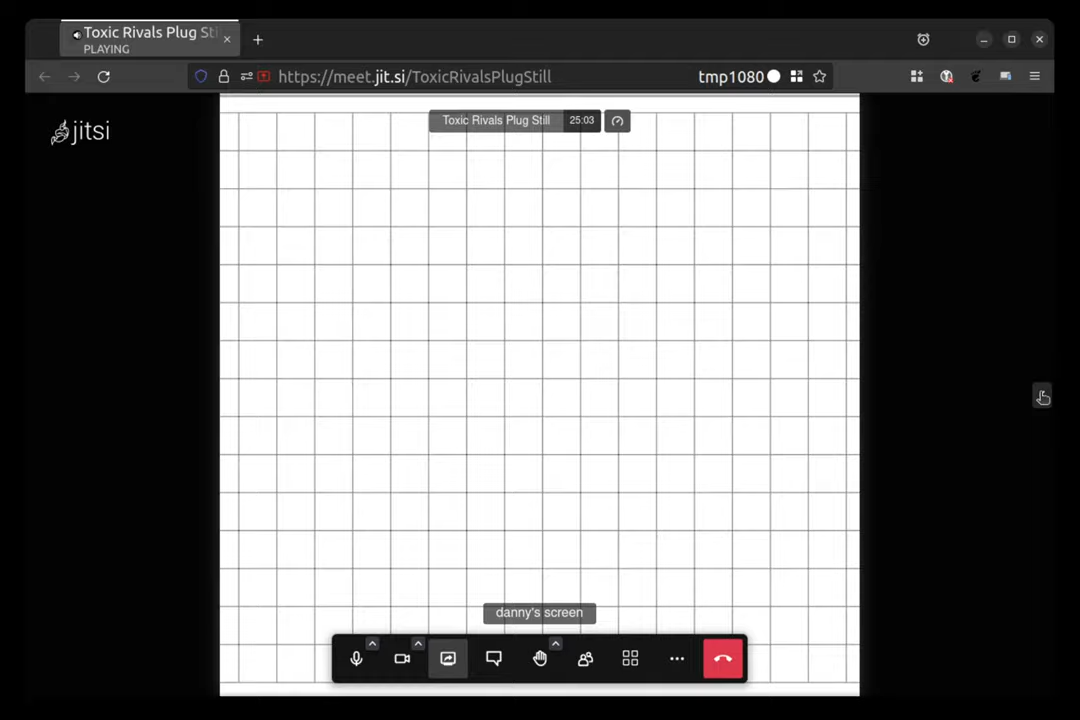 Toxic Rivals Plug Sti
PLAYING
https://meet.jit.si/ToxicRivalsPlugStill
tmp1080
jitsi
Toxic Rivals Plug Still 25:03
danny's screen